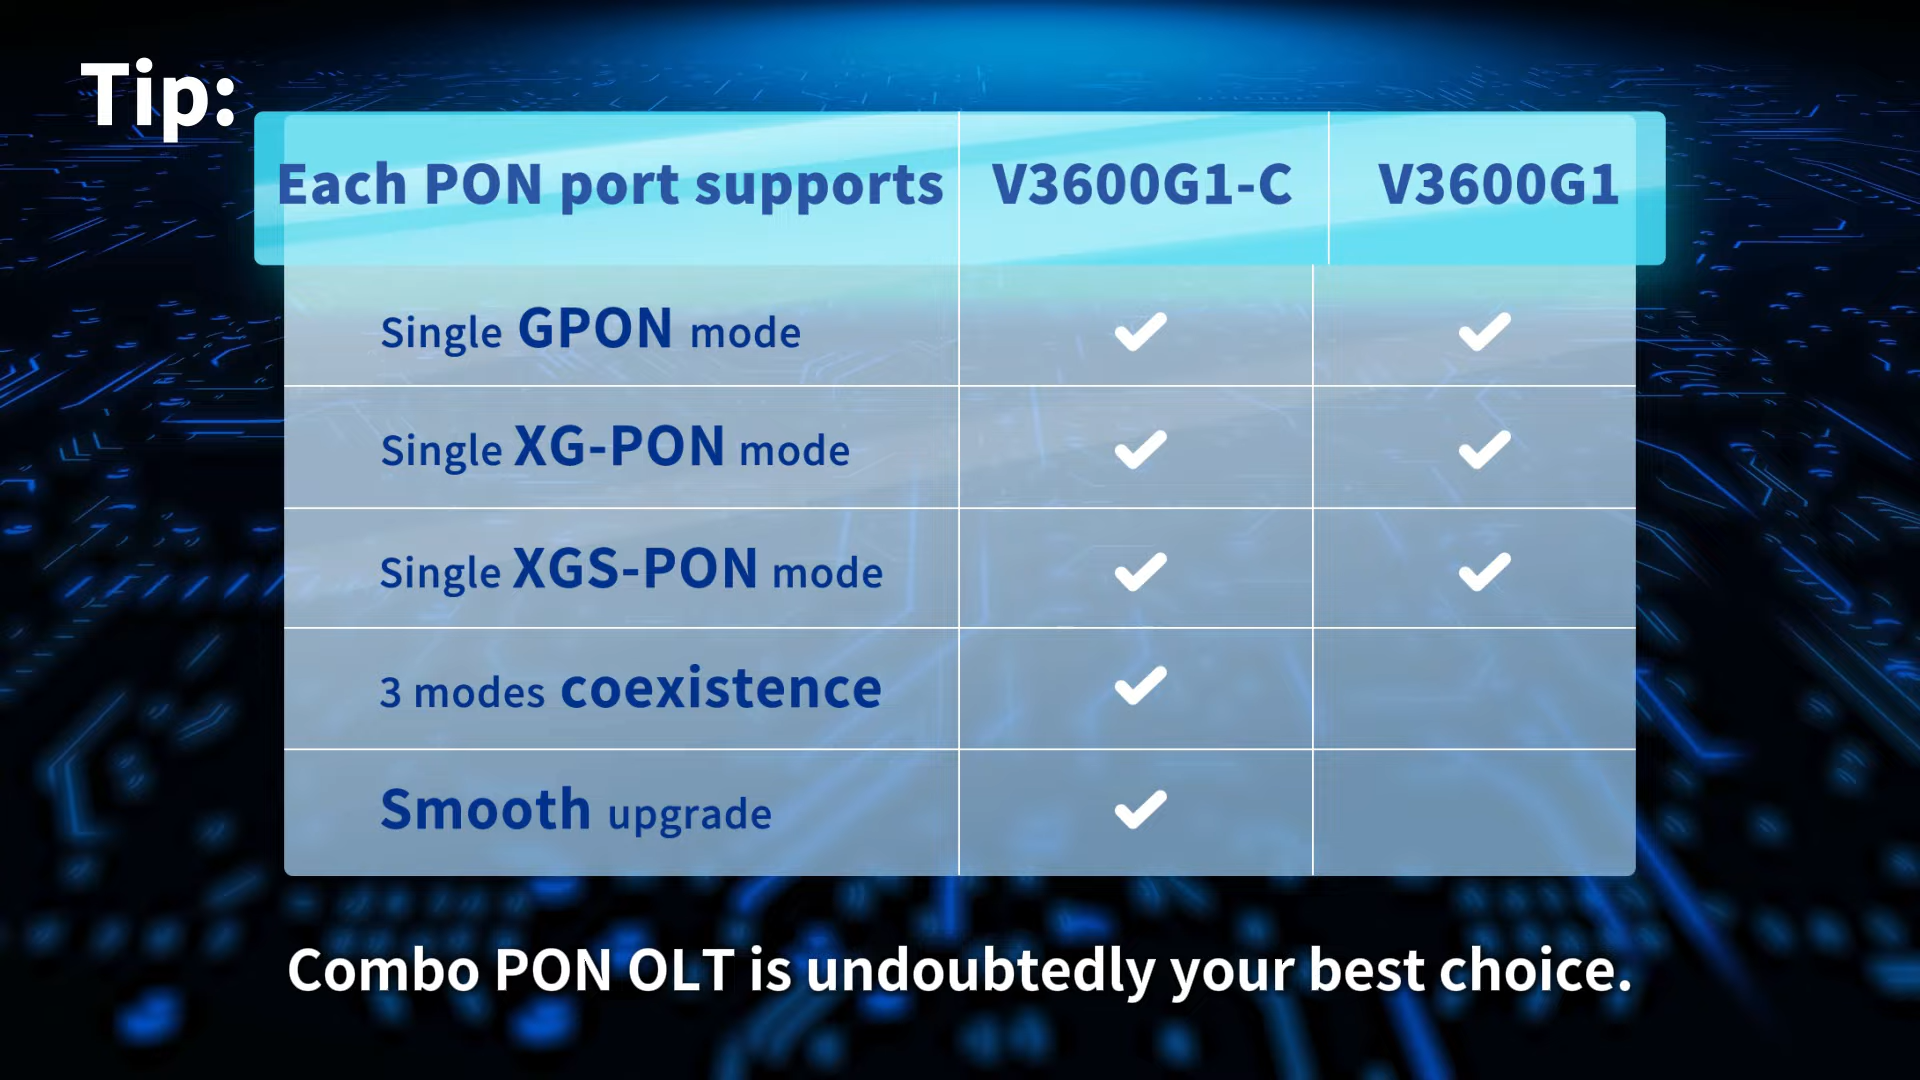 Tip:
Each PON port supports V3600G1-C V3600G1
Single GPON mode ✔ ✔
Single XG-PON mode ✔ ✔
Single XGS-PON mode ✔ ✔
3 modes coexistence ✔
Smooth upgrade ✔
Combo PON OLT is undoubtedly your best choice.